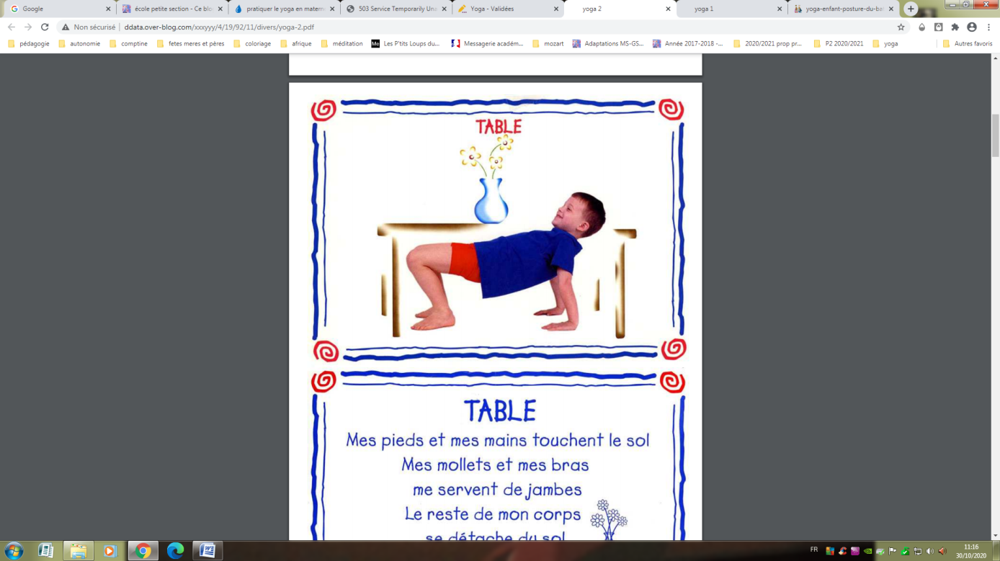 Google
école petite section - Ce blo
pratiquer le yoga en matern
503 Service Temporarily Una
Yoga - Validées
yoga 2
yoga 1
yoga-enfant-posture-du-bat
Non sécurisé | ddata.over-blog.com/xxxyyy/4/19/92/11/divers/yoga-2.pdf
pédagogie
autonomie
comptine
fetes meres et pères
coloriage
afrique
méditation
Me Les P'tits Loups du...
Messagerie académ...
mozart
Adaptations MS-GS...
Année 2017-2018 -...
2020/2021 prop pr...
P2 2020/2021
yoga
Autres favoris
TABLE
TABLE
Mes pieds et mes mains touchent le sol
Mes mollets et mes bras
me servent de jambes
Le reste de mon corps
se détache du sol
FR
11:16
30/10/2020